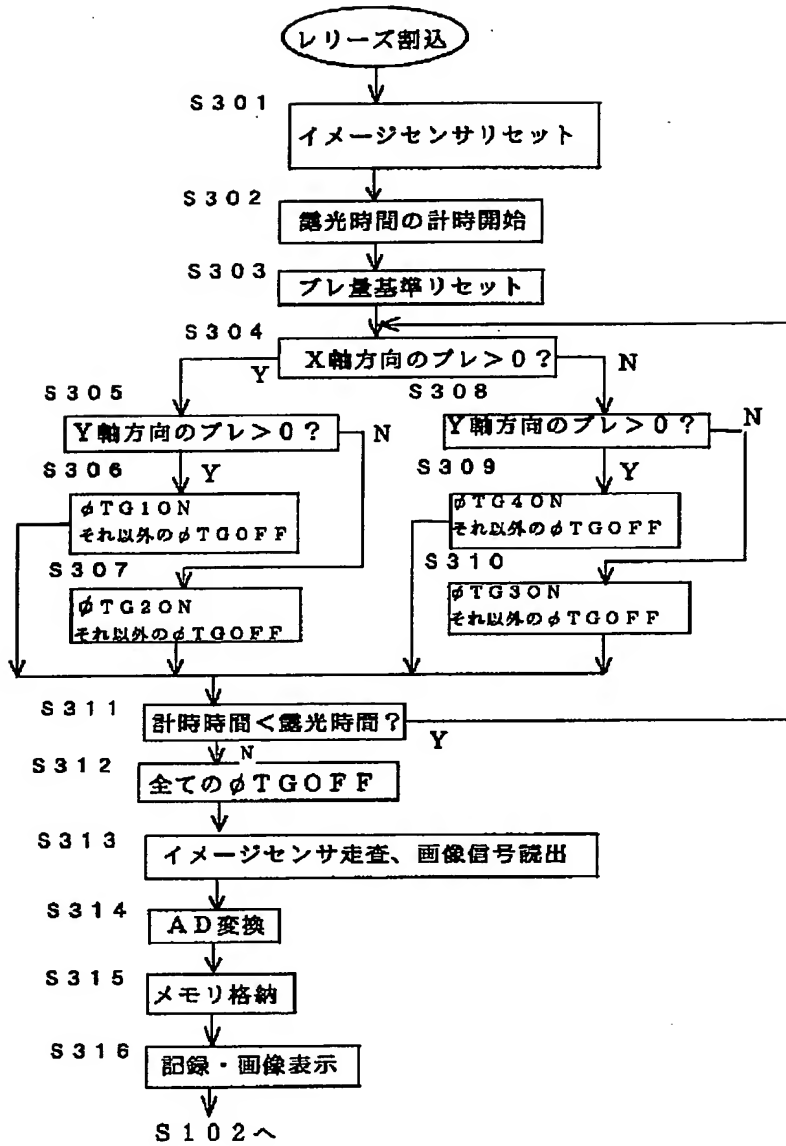 レリーズ割込
S301
イメージセンサリセット
S302
露光時間の計時開始
S303
ブレ量基準リセット
S304
X軸方向のブレ>0?
Y
N
S305
S308
Y軸方向のブレ>0?
N
Y軸方向のブレ>0?
N
S306
Y
S309
Y
φTG1ON
それ以外のφTGOFF
φTG4ON
それ以外のφTGOFF
S307
S310
φTG2ON
それ以外のφTGOFF
φTG3ON
それ以外のφTGOFF
S311
計時時間<露光時間?
Y
N
S312
全てのφTGOFF
S313
イメージセンサ走査、画像信号読出
S314
AD変換
S315
メモリ格納
S316
記録・画像表示
S102へ